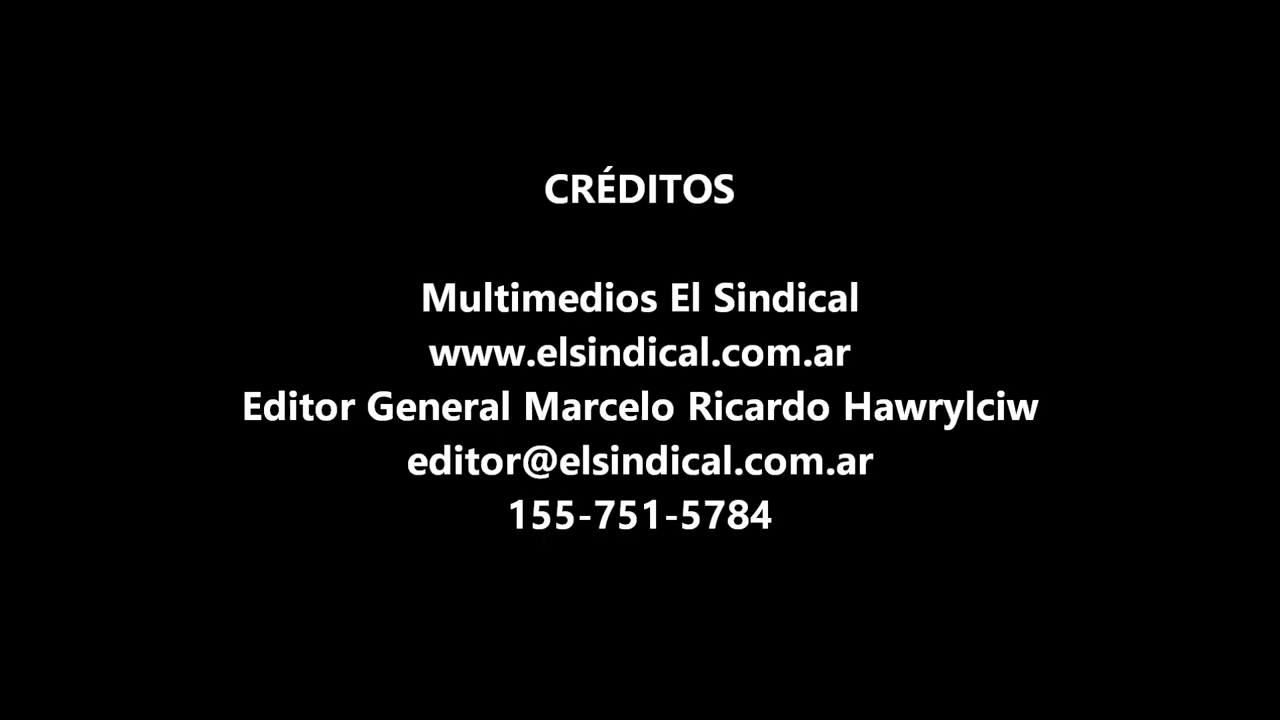 CRÉDITOS
Multimedios El Sindical
www.elsindical.com.ar
Editor General Marcelo Ricardo Hawrylciw
editor@elsindical.com.ar
155-751-5784